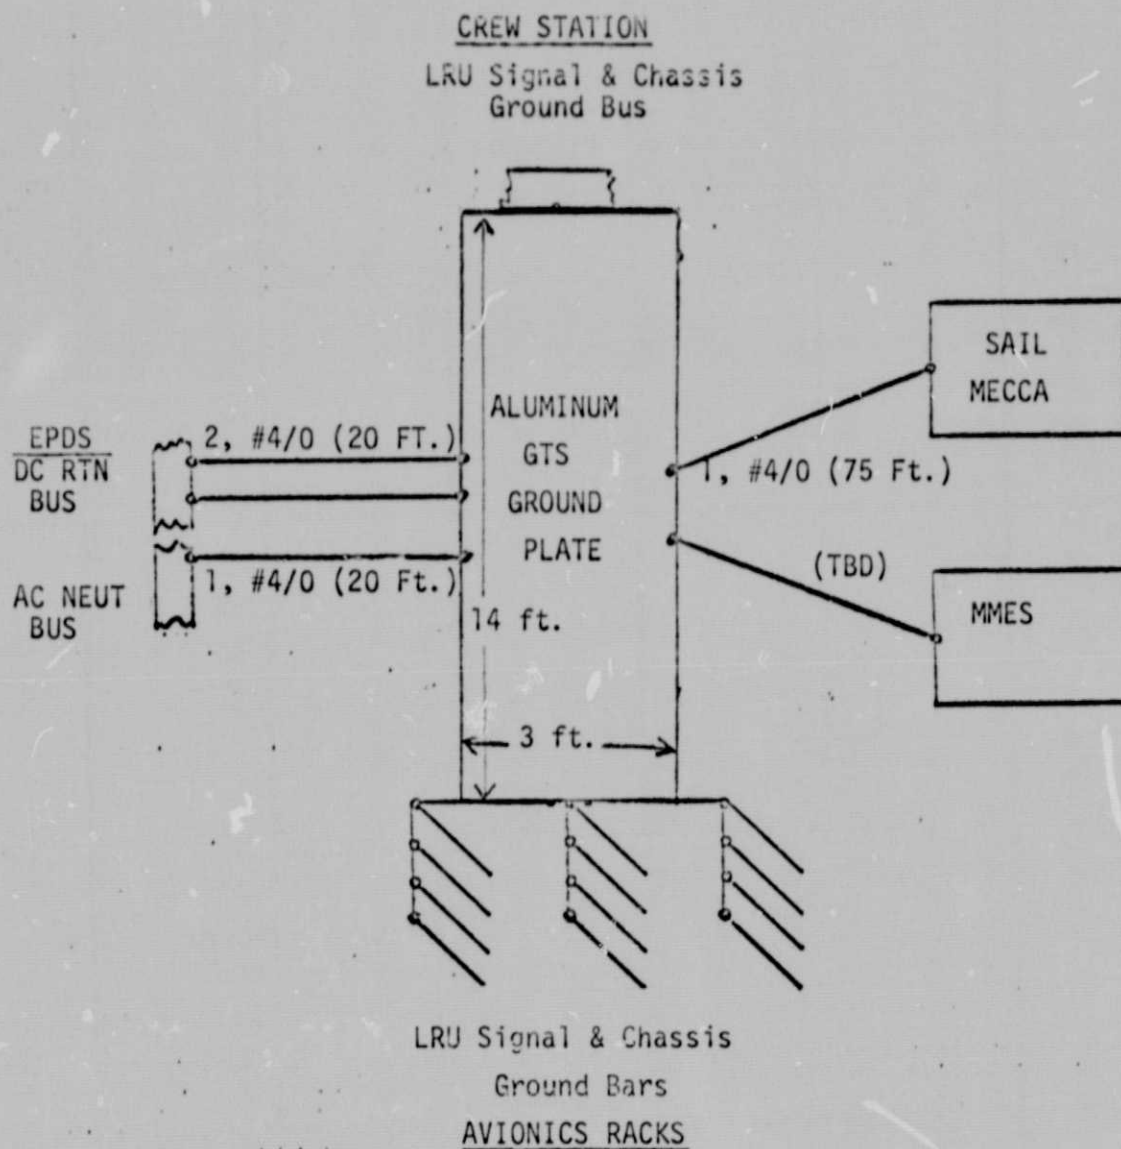 CREW STATION
LRU Signal & Chassis
Ground Bus
SAIL
MECCA
ALUMINUM
GTS
GROUND
PLATE
EPDS
DC RTN
BUS
2, #4/0 (20 FT.)
1, #4/0 (75 Ft.)
(TBD)
AC NEUT
BUS
1, #4/0 (20 Ft.)
MMES
14 ft.
3 ft.
LRU Signal & Chassis
Ground Bars
AVIONICS RACKS